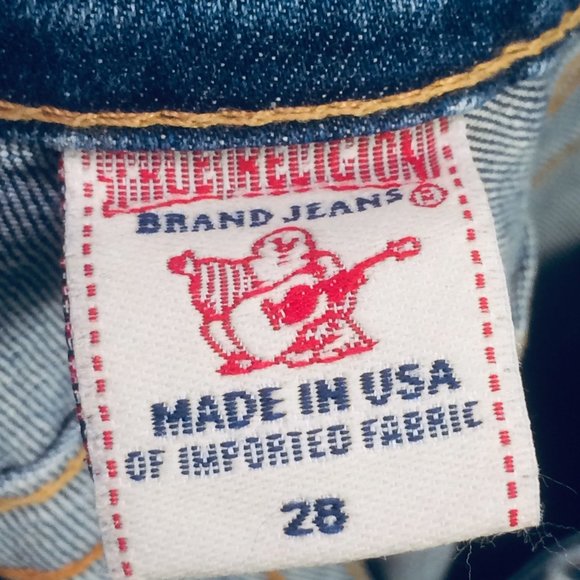 TRUE RELIGION
BRAND JEANS ®
MADE IN USA
OF IMPORTED FABRIC
28